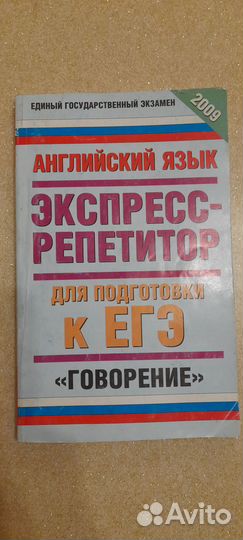 ЕДИНЫЙ ГОСУДАРСТВЕННЫЙ ЭКЗАМЕН
2009
АНГЛИЙСКИЙ ЯЗЫК
ЭКСПРЕСС-
РЕПЕТИТОР
ДЛЯ ПОДГОТОВКИ
К ЕГЭ
«ГОВОРЕНИЕ»
Avito